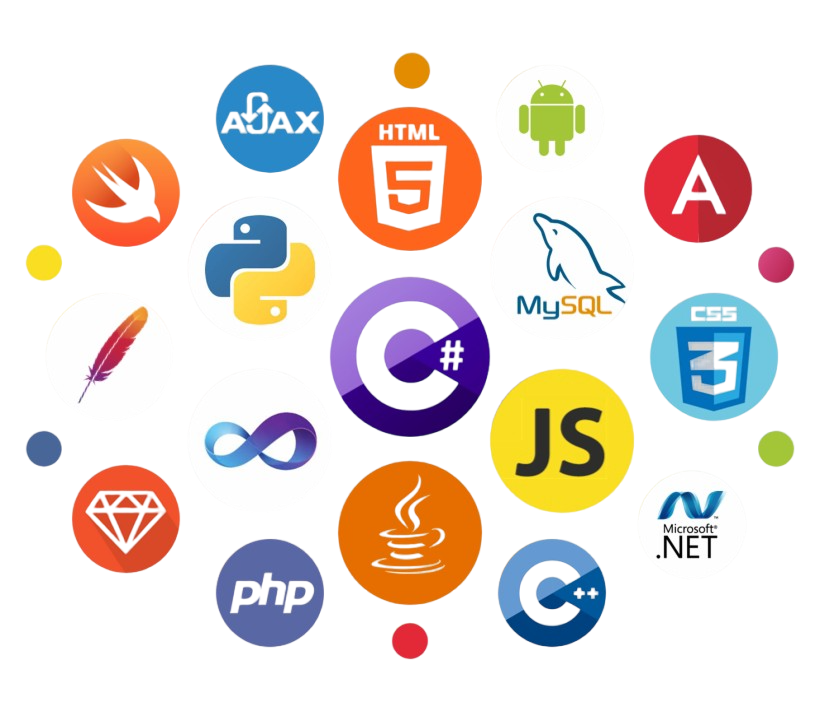 AJAX
HTML
5
A
MySQL
C#
CSS
3
JS
Microsoft®
.NET
php
C++